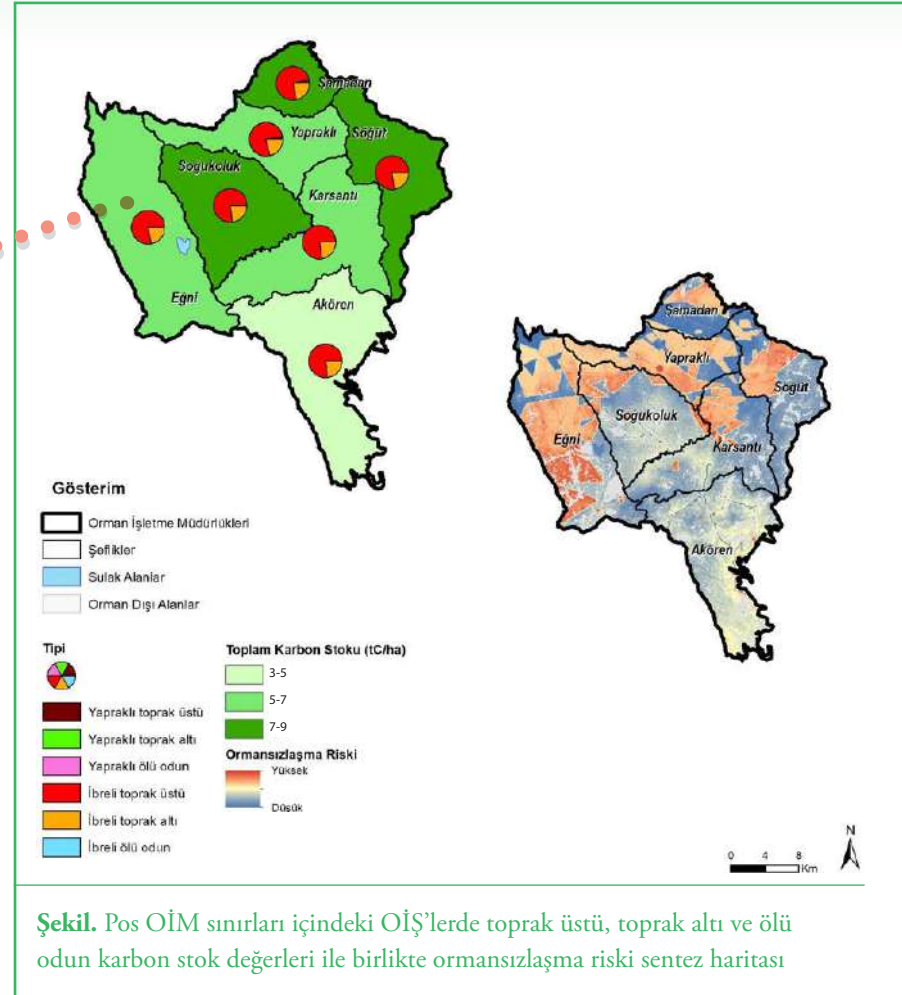 Şamadan
Yapraklı
Söğüt
Soğukoluk
Karsantı
Eğni
Akören
Şamadan
Yapraklı
Söğüt
Soğukoluk
Eğni
Karsantı
Akören
Gösterim
Orman İşletme Müdürlükleri
Şeflikler
Sulak Alanlar
Orman Dışı Alanlar
Tipi
Yapraklı toprak üstü
Yapraklı toprak altı
Yapraklı ölü odun
İbreli toprak üstü
İbreli toprak altı
İbreli ölü odun
Toplam Karbon Stoku (tC/ha)
3-5
5-7
7-9
Ormansızlaşma Riski
Yüksek
Düşük
N
0 4 8
Km
Şekil. Pos OİM sınırları içindeki OİŞ’lerde toprak üstü, toprak altı ve ölü
odun karbon stok değerleri ile birlikte ormansızlaşma riski sentez haritası